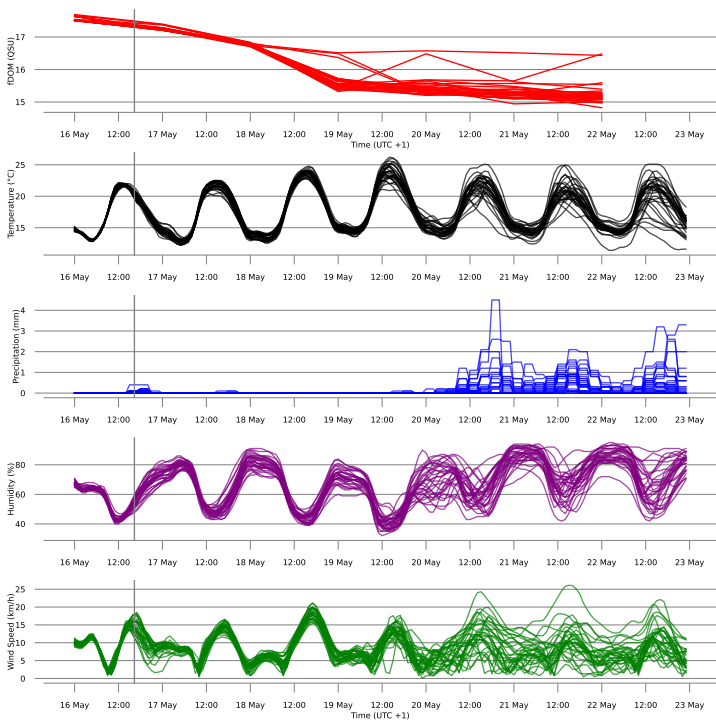 17
16
15
fDOM (QSU)
16 May 12:00 17 May 12:00 18 May 12:00 19 May 12:00 20 May 12:00 21 May 12:00 22 May 12:00 23 May
Time (UTC +1)
25
20
15
Temperature (°C)
16 May 12:00 17 May 12:00 18 May 12:00 19 May 12:00 20 May 12:00 21 May 12:00 22 May 12:00 23 May
4
3
2
1
0
Precipitation (mm)
16 May 12:00 17 May 12:00 18 May 12:00 19 May 12:00 20 May 12:00 21 May 12:00 22 May 12:00 23 May
80
60
40
Humidity (%)
16 May 12:00 17 May 12:00 18 May 12:00 19 May 12:00 20 May 12:00 21 May 12:00 22 May 12:00 23 May
25
20
15
10
5
0
Wind Speed (km/h)
16 May 12:00 17 May 12:00 18 May 12:00 19 May 12:00 20 May 12:00 21 May 12:00 22 May 12:00 23 May
Time (UTC +1)